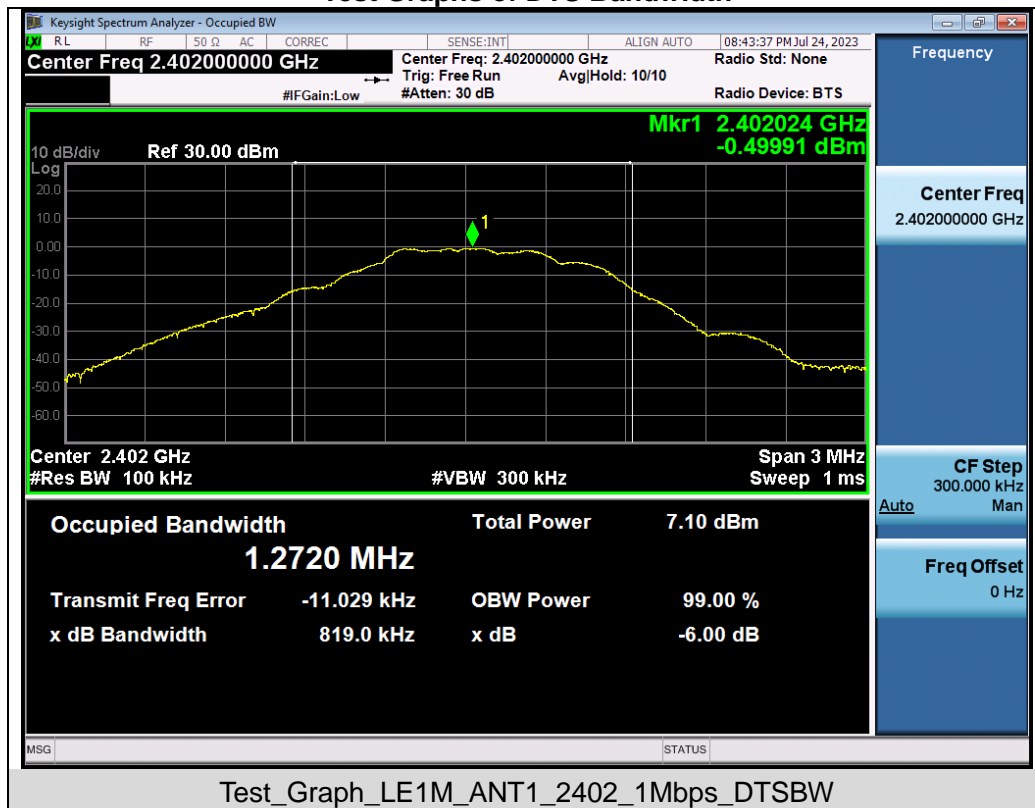 Test Graphs of DTS Bandwidth
Keysight Spectrum Analyzer - Occupied BW
LXI RL RF 50 Ω AC CORREC SENSE:INT ALIGN AUTO 08:43:37 PM Jul 24, 2023
Center Freq 2.402000000 GHz
Center Freq: 2.402000000 GHz
Radio Std: None
Trig: Free Run Avg|Hold: 10/10
#IFGain:Low #Atten: 30 dB Radio Device: BTS
Mkr1 2.402024 GHz
-0.49991 dBm
10 dB/div Ref 30.00 dBm
Log
20.0
10.0
0.00
-10.0
-20.0
-30.0
-40.0
-50.0
-60.0
1
Center 2.402 GHz Span 3 MHz
#Res BW 100 kHz #VBW 300 kHz Sweep 1 ms
Occupied Bandwidth Total Power 7.10 dBm
1.2720 MHz
Transmit Freq Error -11.029 kHz OBW Power 99.00 %
x dB Bandwidth 819.0 kHz x dB -6.00 dB
MSG STATUS
Frequency
Center Freq
2.402000000 GHz
CF Step
300.000 kHz
Auto Man
Freq Offset
0 Hz
Test_Graph_LE1M_ANT1_2402_1Mbps_DTSBW